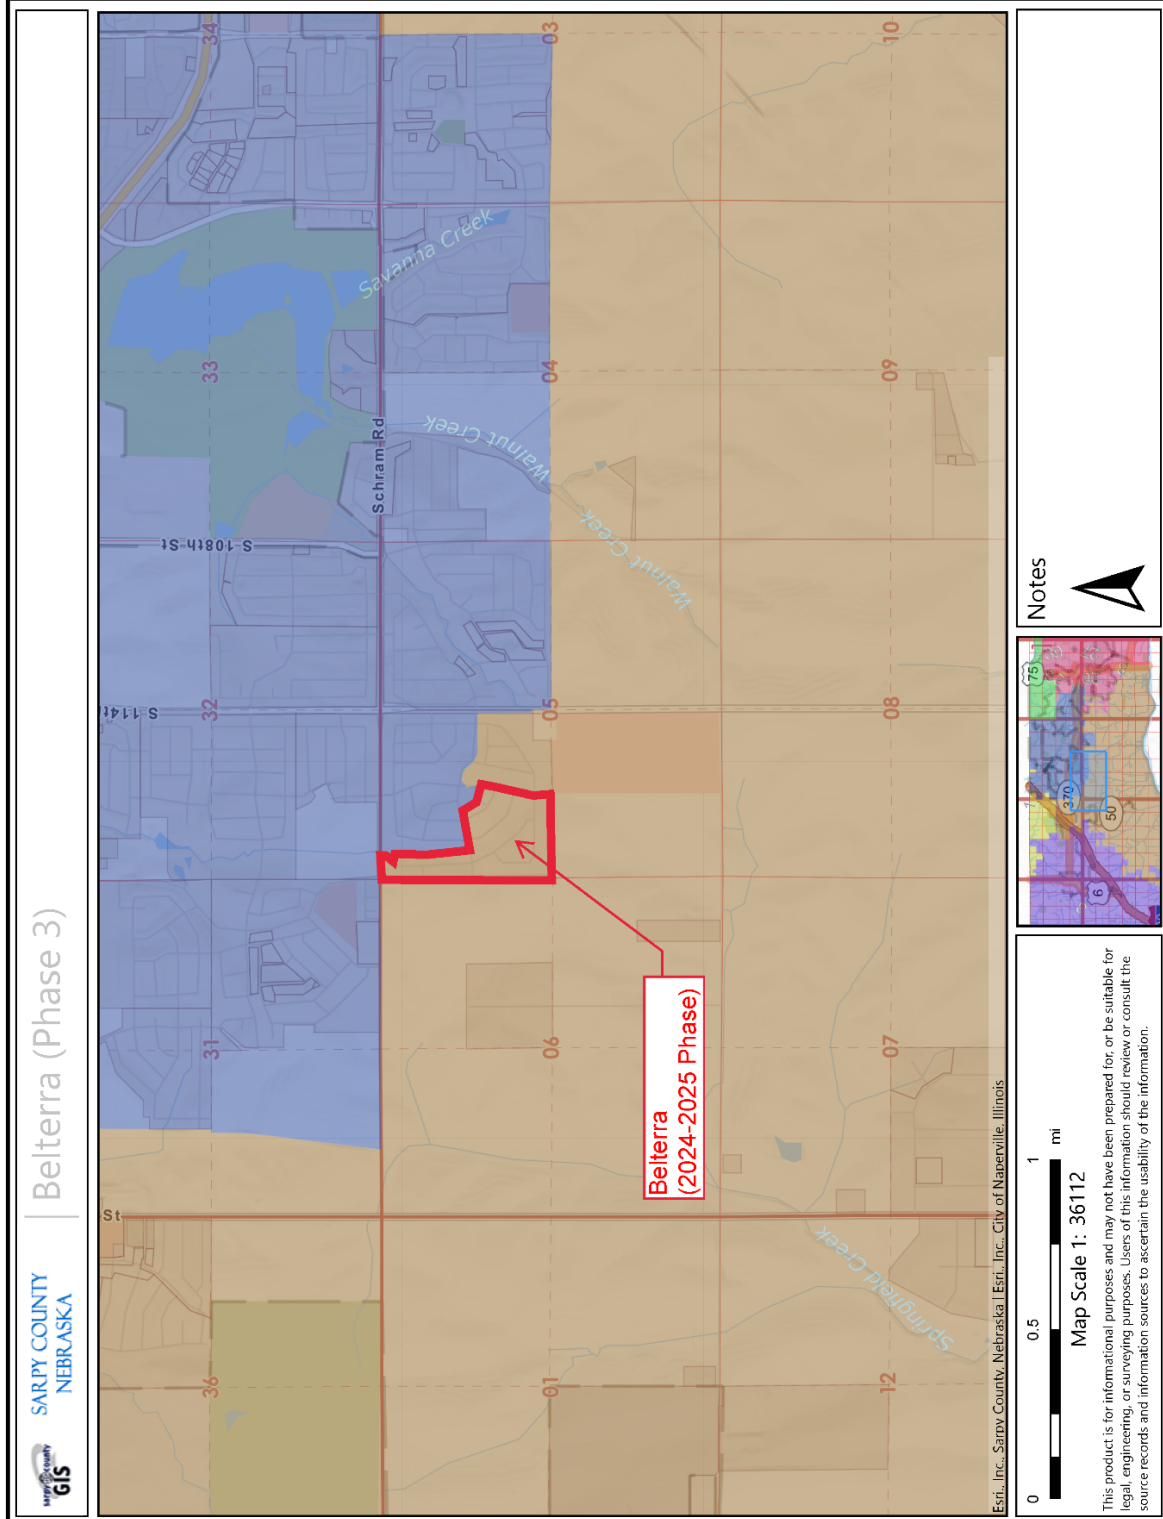 sarpy county
GIS
SARPY COUNTY
NEBRASKA
Belterra (Phase 3)
36
31
32
33
34
St
S 114th
S 108th St
Schram Rd
Savanna Creek
Walnut Creek
Walnut Creek
01
06
05
04
03
Belterra
(2024-2025 Phase)
Springfield Creek
12
07
08
09
10
Esri., Inc., Sarpy County, Nebraska | Esri., Inc., City of Naperville, Illinois
0
0.5
1
mi
Map Scale 1: 36112
This product is for informational purposes and may not have been prepared for, or be suitable for
legal, engineering, or surveying purposes. Users of this information should review or consult the
source records and information sources to ascertain the usability of the information.
6
370
50
75
Notes